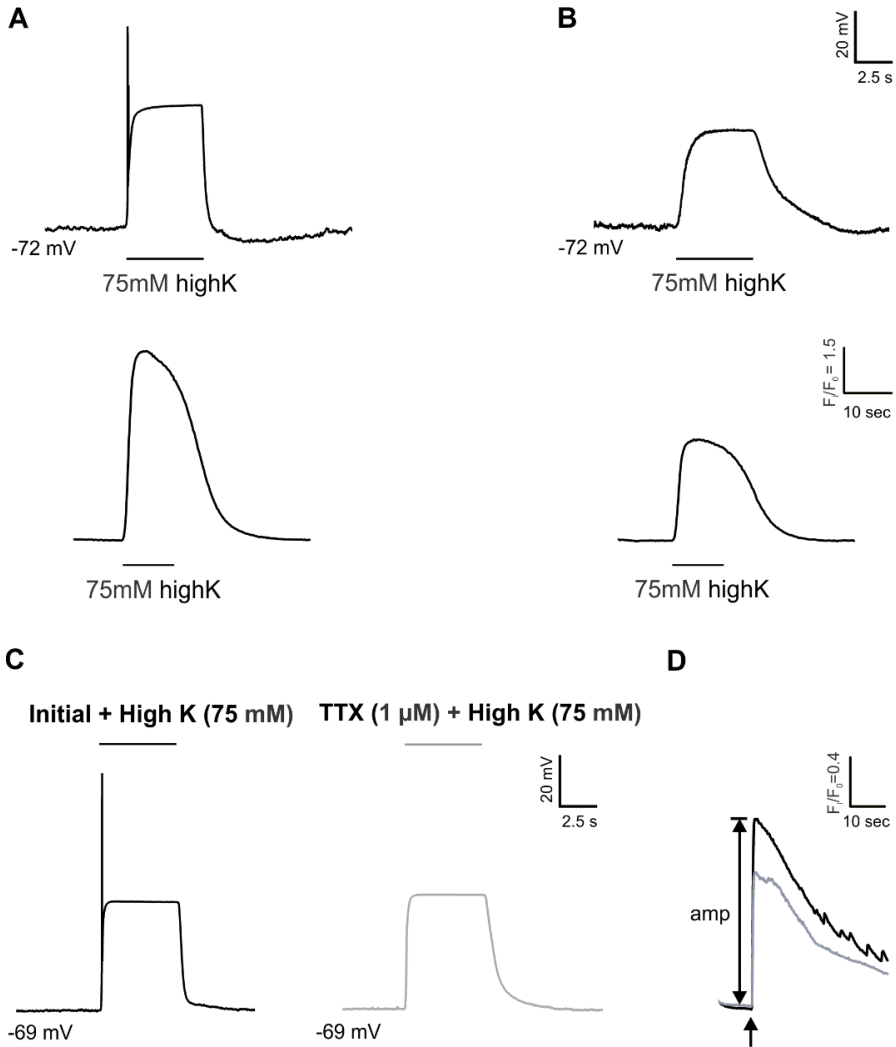 A
B
20 mV
2.5 s
-72 mV
75mM highK
-72 mV
75mM highK
Fi/F0 = 1.5
10 sec
75mM highK
75mM highK
C
D
Initial + High K (75 mM)
TTX (1 µM) + High K (75 mM)
20 mV
2.5 s
Fi/F0=0.4
10 sec
amp
-69 mV
-69 mV